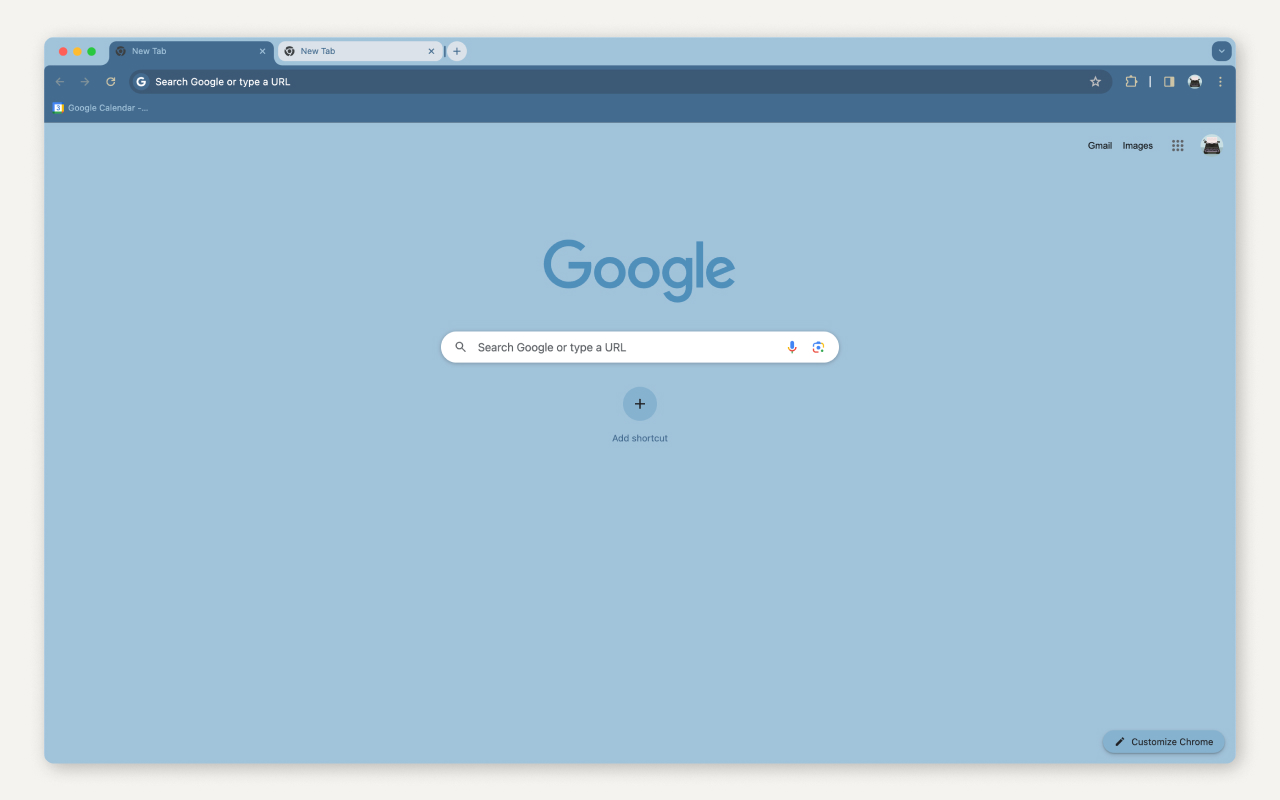 New Tab
New Tab
Search Google or type a URL
3 Google Calendar -...
Gmail Images
Google
Search Google or type a URL
Add shortcut
Customize Chrome